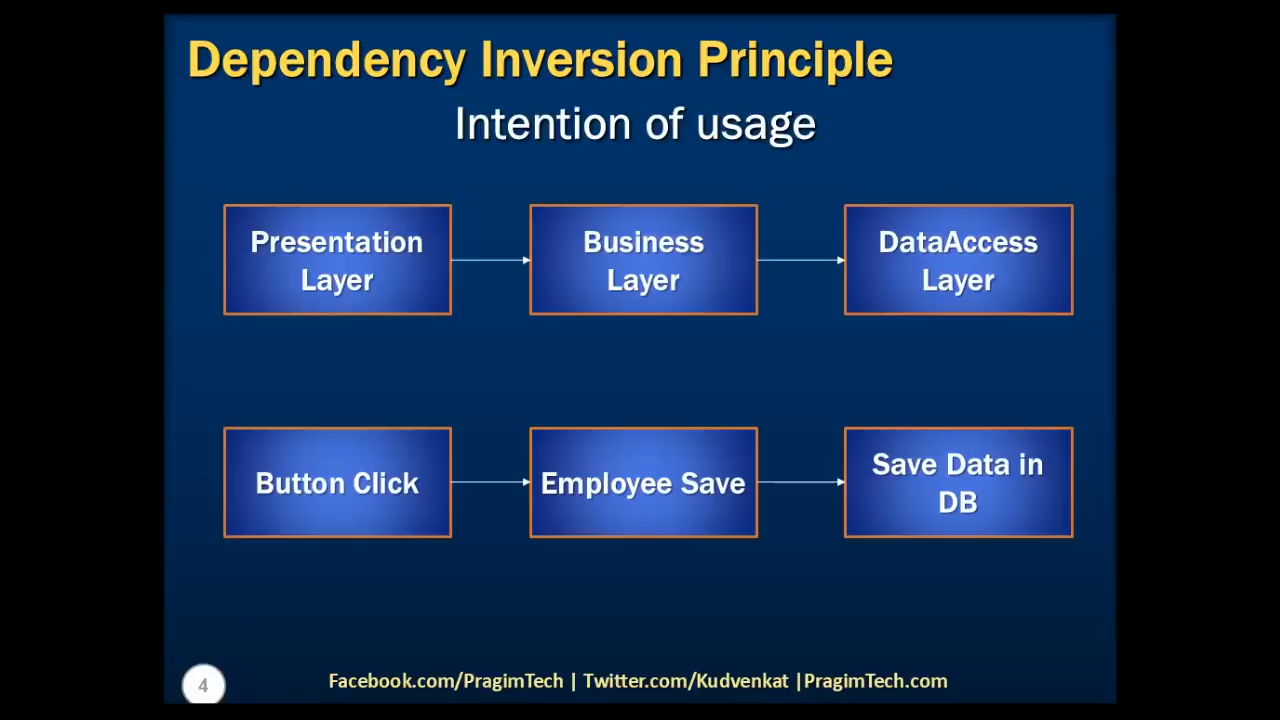 Dependency Inversion Principle
Intention of usage
Presentation
Layer
Business
Layer
DataAccess
Layer
Button Click
Employee Save
Save Data in
DB
4
Facebook.com/PragimTech | Twitter.com/Kudvenkat |PragimTech.com